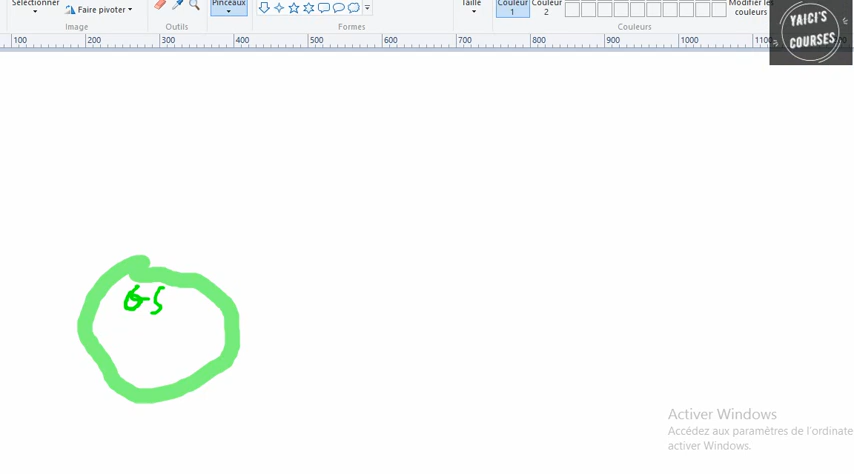 Sélectionner
Faire pivoter
Pinceaux
Taille
Couleur 1
Couleur 2
Modifier les couleurs
Image
Outils
Formes
Couleurs
100 200 300 400 500 600 700 800 900 1000 1100
YAICI'S
COURSES
GS
Activer Windows
Accédez aux paramètres de l'ordinate
activer Windows.